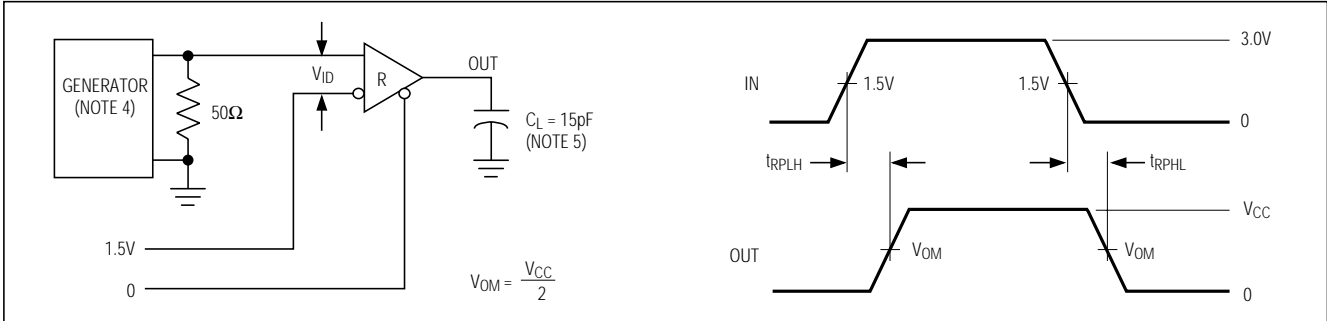 GENERATOR
(NOTE 4)
50Ω
V_ID
R
OUT
C_L = 15pF
(NOTE 5)
1.5V
0
V_OM = V_CC / 2
IN
1.5V
1.5V
3.0V
0
t_RPLH
t_RPHL
OUT
V_OM
V_OM
V_CC
0